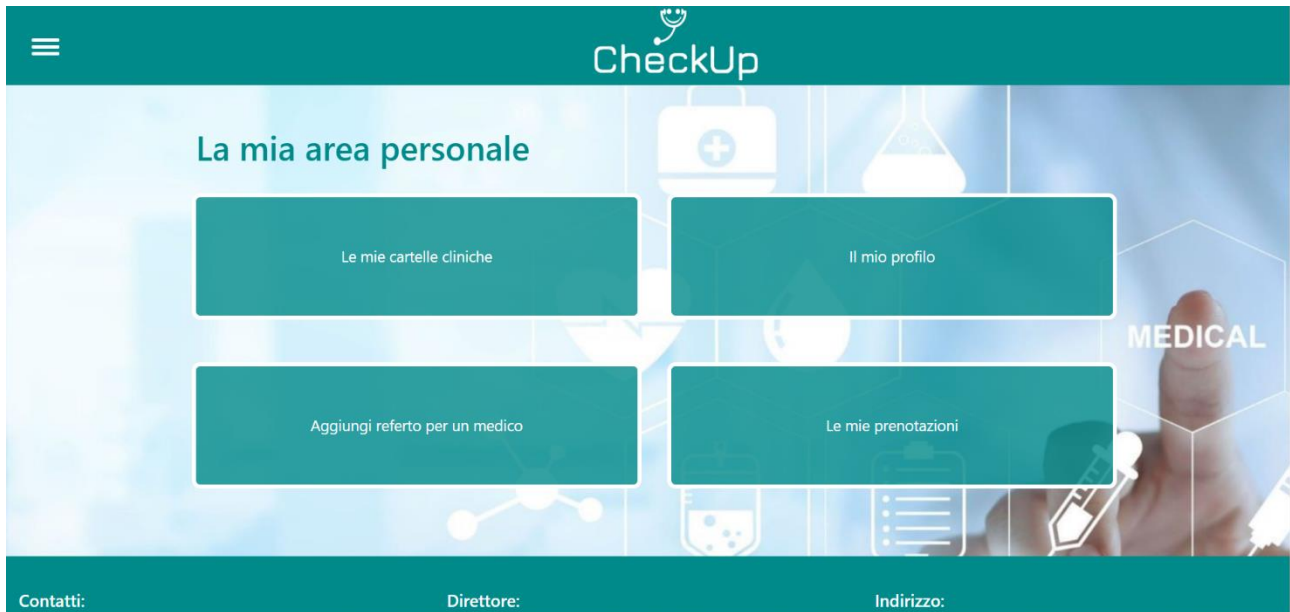 CheckUp
La mia area personale
Le mie cartelle cliniche
Il mio profilo
MEDICAL
Aggiungi referto per un medico
Le mie prenotazioni
Contatti:
Direttore:
Indirizzo: